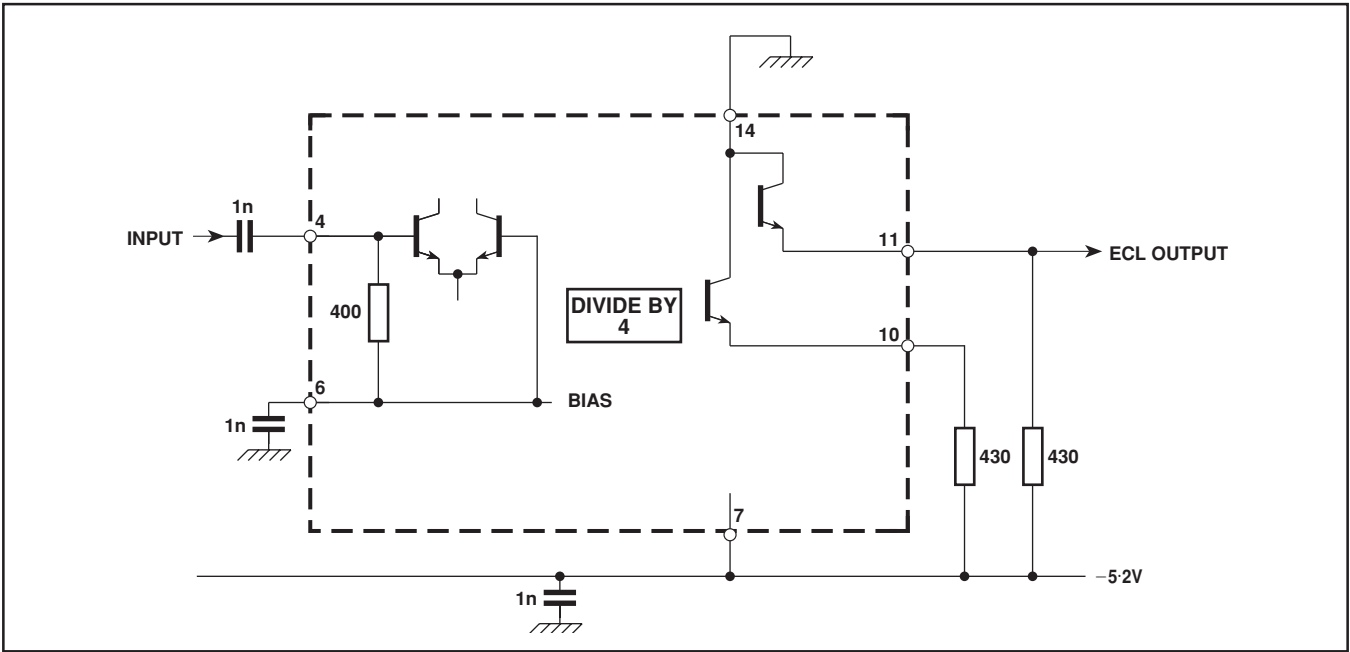 14
1n
4
INPUT
11
ECL OUTPUT
400
DIVIDE BY
4
10
6
BIAS
1n
430
430
7
−5·2V
1n